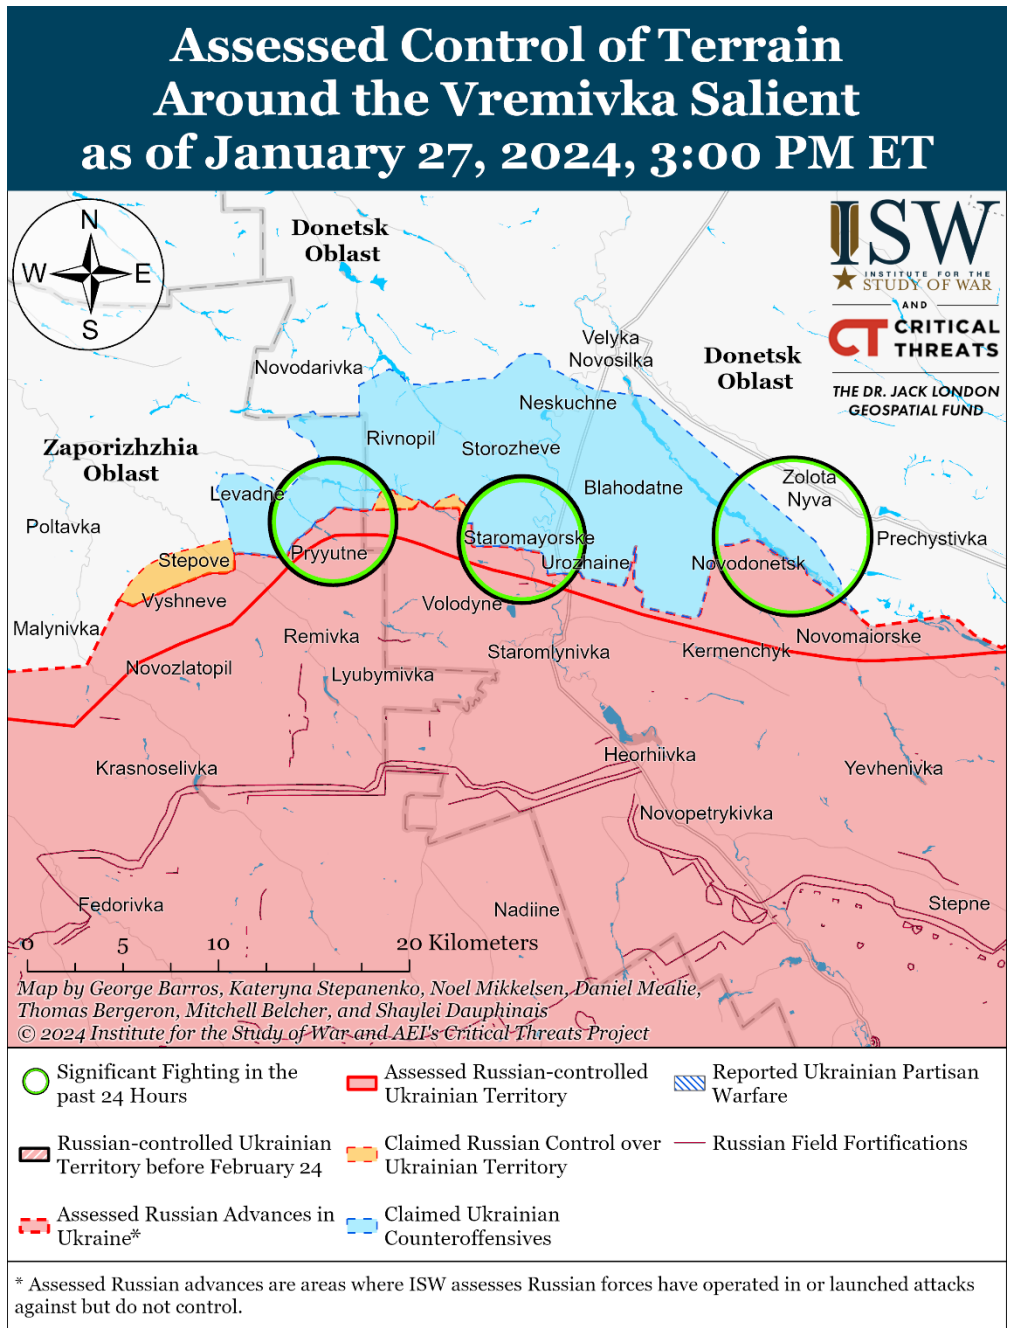 Assessed Control of Terrain
Around the Vremivka Salient
as of January 27, 2024, 3:00 PM ET
N
W
E
S
Donetsk
Oblast
ISW
INSTITUTE FOR THE
STUDY OF WAR
AND
CT CRITICAL
THREATS
THE DR. JACK LONDON
GEOSPATIAL FUND
Velyka
Novosilka
Donetsk
Oblast
Novodarivka
Neskuchne
Rivnopil
Storozheve
Zaporizhzhia
Oblast
Zolota
Nyva
Levadne
Blahodatne
Poltavka
Staromayorske
Prechystivka
Pryyutne
Stepove
Urozhaine
Novodonetsk
Vyshneve
Volodyne
Malynivka
Remivka
Novomaiorske
Staromlynivka
Kermenchyk
Novozlatopil
Lyubymivka
Heorhiivka
Krasnoselivka
Yevhenivka
Novopetrykivka
Fedorivka
Nadiine
Stepne
0 5 10 20 Kilometers
Map by George Barros, Kateryna Stepanenko, Noel Mikkelsen, Daniel Mealie,
Thomas Bergeron, Mitchell Belcher, and Shaylei Dauphinais
© 2024 Institute for the Study of War and AEI's Critical Threats Project
Significant Fighting in the
past 24 Hours
Assessed Russian-controlled
Ukrainian Territory
Reported Ukrainian Partisan
Warfare
Russian-controlled Ukrainian
Territory before February 24
Claimed Russian Control over
Ukrainian Territory
Russian Field Fortifications
Assessed Russian Advances in
Ukraine*
Claimed Ukrainian
Counteroffensives
* Assessed Russian advances are areas where ISW assesses Russian forces have operated in or launched attacks
against but do not control.